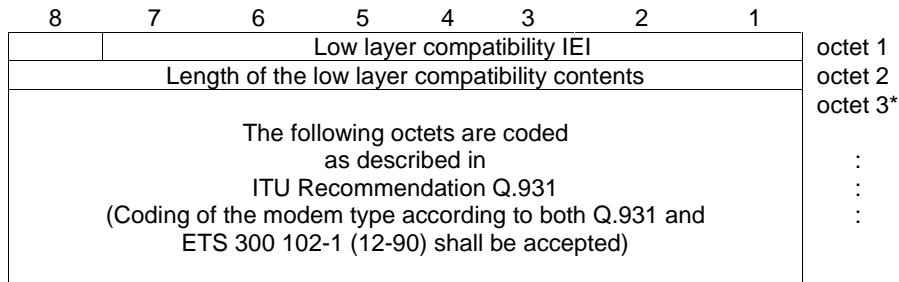 8 7 6 5 4 3 2 1
Low layer compatibility IEI octet 1
Length of the low layer compatibility contents octet 2
octet 3*
The following octets are coded
as described in :
ITU Recommendation Q.931 :
(Coding of the modem type according to both Q.931 and :
ETS 300 102-1 (12-90) shall be accepted)